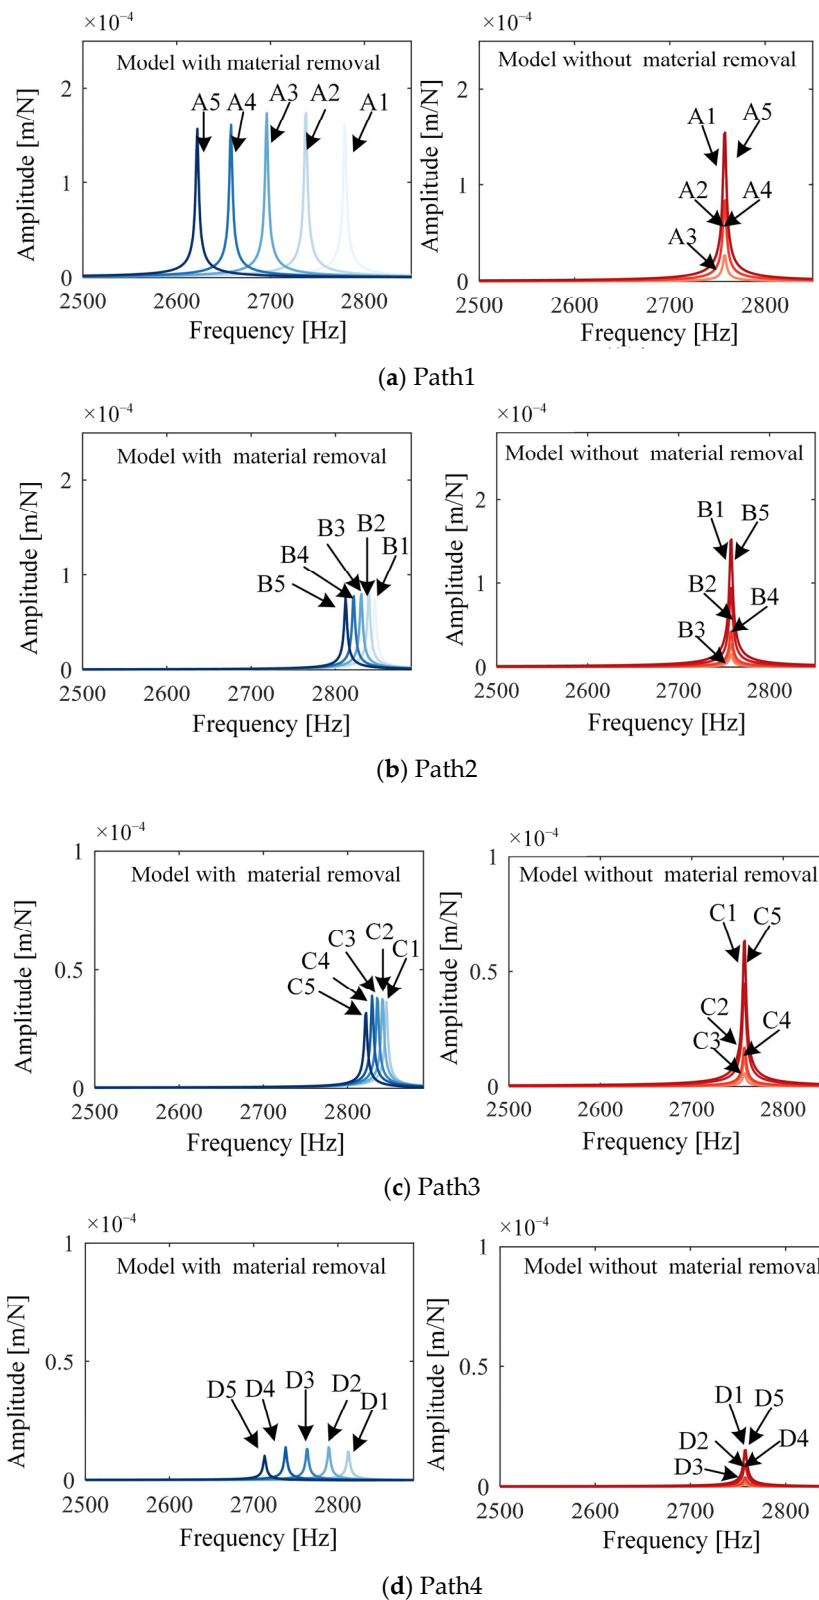 ×10⁻⁴
Model with material removal
A5 A4 A3 A2 A1
Amplitude [m/N]
2
1
0
2500 2600 2700 2800
Frequency [Hz]
×10⁻⁴
Model without material removal
A1 A5
A2 A4
A3
Amplitude [m/N]
2
1
0
2500 2600 2700 2800
Frequency [Hz]
(a) Path1
×10⁻⁴
Model with material removal
B5 B4 B3 B2 B1
Amplitude [m/N]
2
1
0
2500 2600 2700 2800
Frequency [Hz]
×10⁻⁴
Model without material removal
B1 B5
B2 B4
B3
Amplitude [m/N]
2
1
0
2500 2600 2700 2800
Frequency [Hz]
(b) Path2
×10⁻⁴
1
Model with material removal
C5 C4 C3 C2 C1
Amplitude [m/N]
0.5
0
2500 2600 2700 2800
Frequency [Hz]
×10⁻⁴
1
Model without material removal
C1 C5
C2 C4
C3
Amplitude [m/N]
0.5
0
2500 2600 2700 2800
Frequency [Hz]
(c) Path3
×10⁻⁴
1
Model with material removal
D5 D4 D3 D2 D1
Amplitude [m/N]
0.5
0
2500 2600 2700 2800
Frequency [Hz]
×10⁻⁴
1
Model without material removal
D1 D5
D2 D4
D3
Amplitude [m/N]
0.5
0
2500 2600 2700 2800
Frequency [Hz]
(d) Path4